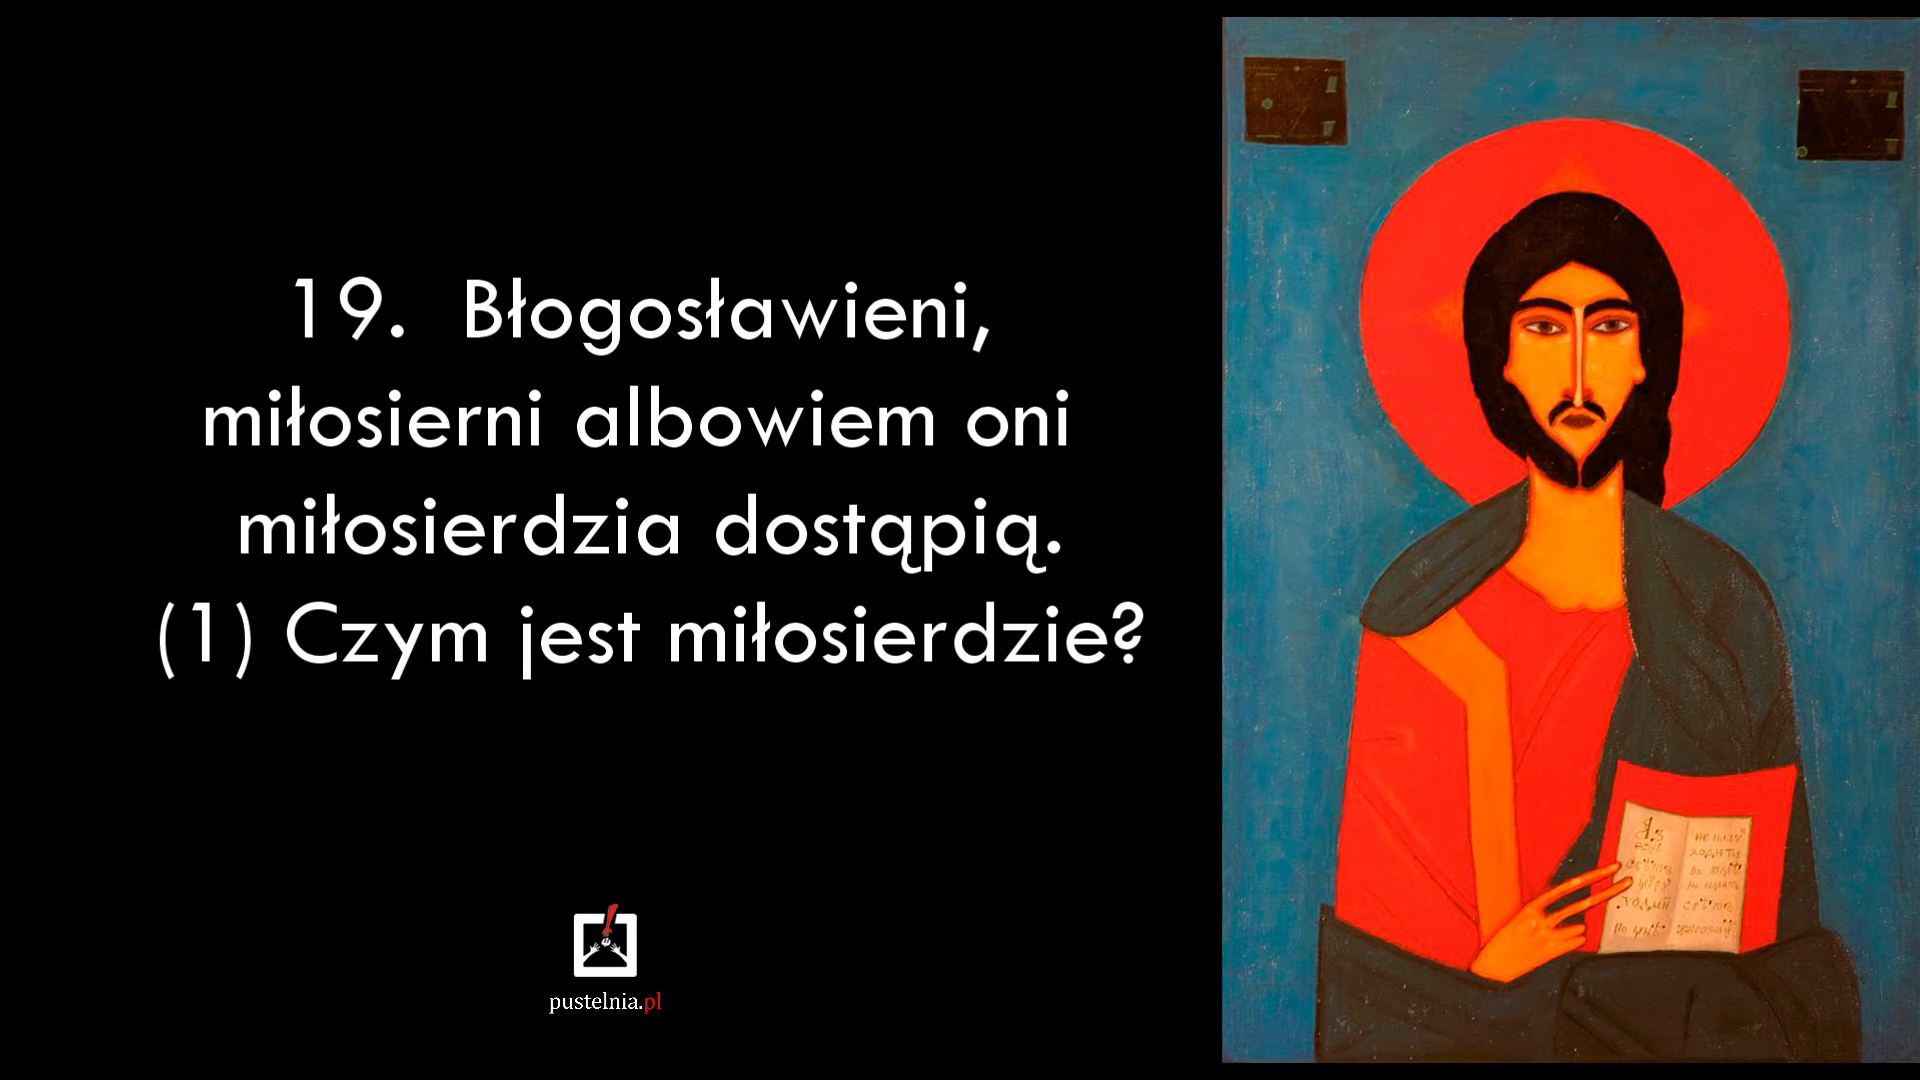 19. Błogosławieni,
miłosierni albowiem oni
miłosierdzia dostąpią.
(1) Czym jest miłosierdzie?
pustelnia.pl